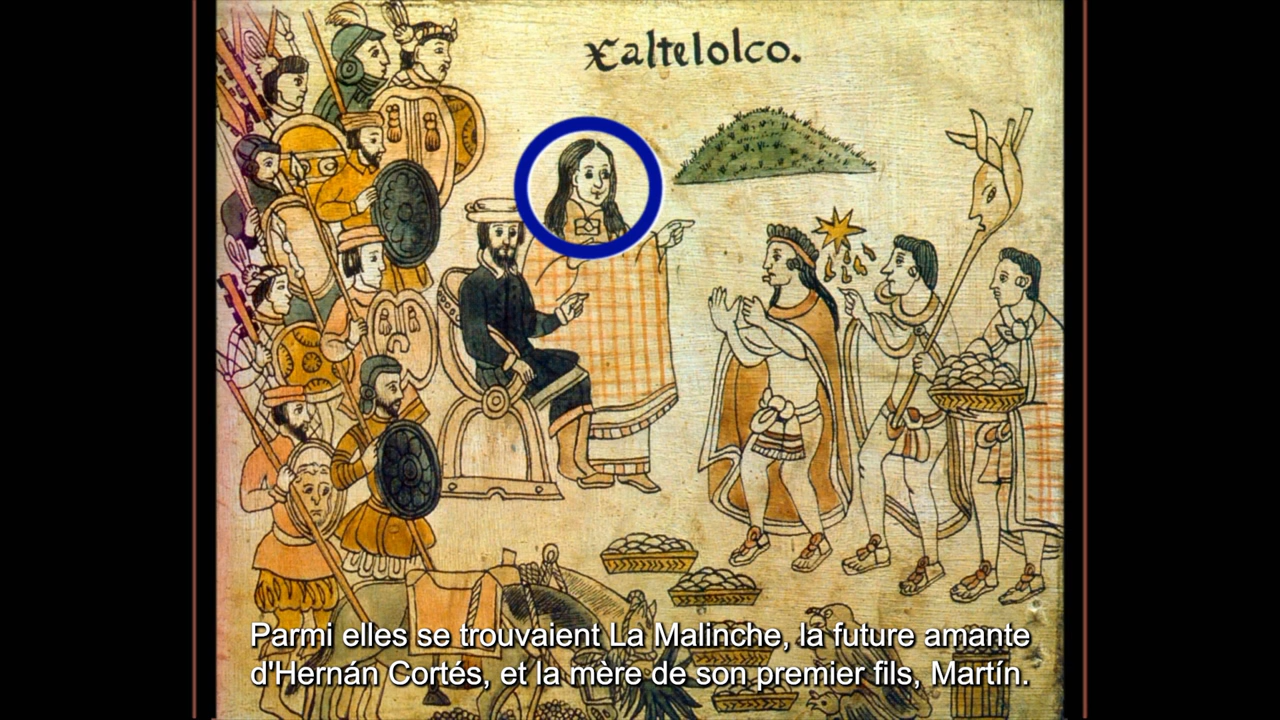 xaltelolco.
Parmi elles se trouvaient La Malinche, la future amante
d'Hernán Cortés, et la mère de son premier fils, Martín.